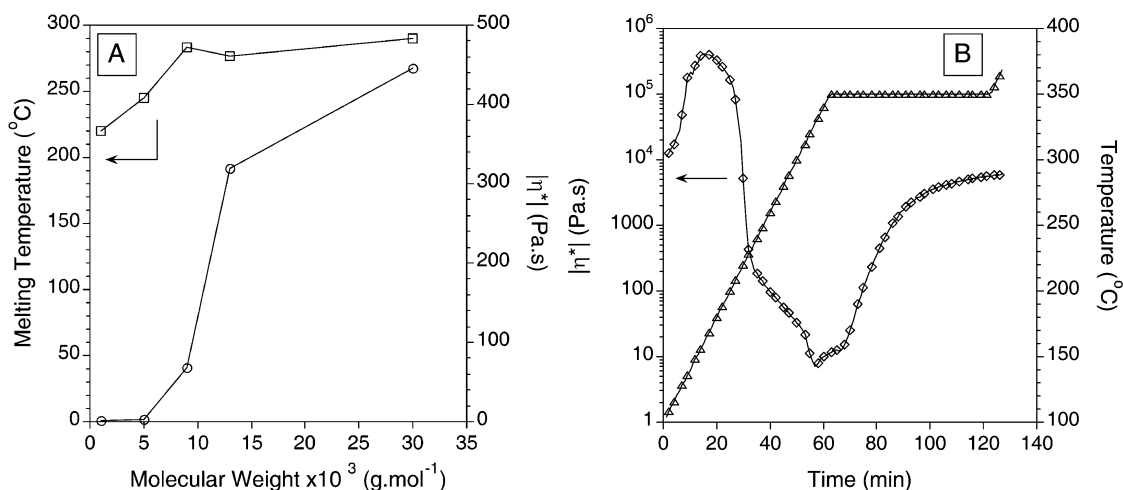 A
300
250
200
150
100
50
0
Melting Temperature (°C)
500
400
300
200
100
0
|η*| (Pa.s)
0 5 10 15 20 25 30 35
Molecular Weight x10 ³ (g.mol⁻¹)
B
10⁶
10⁵
10⁴
1000
100
10
1
|η*| (Pa.s)
400
350
300
250
200
150
100
Temperature (°C)
0 20 40 60 80 100 120 140
Time (min)